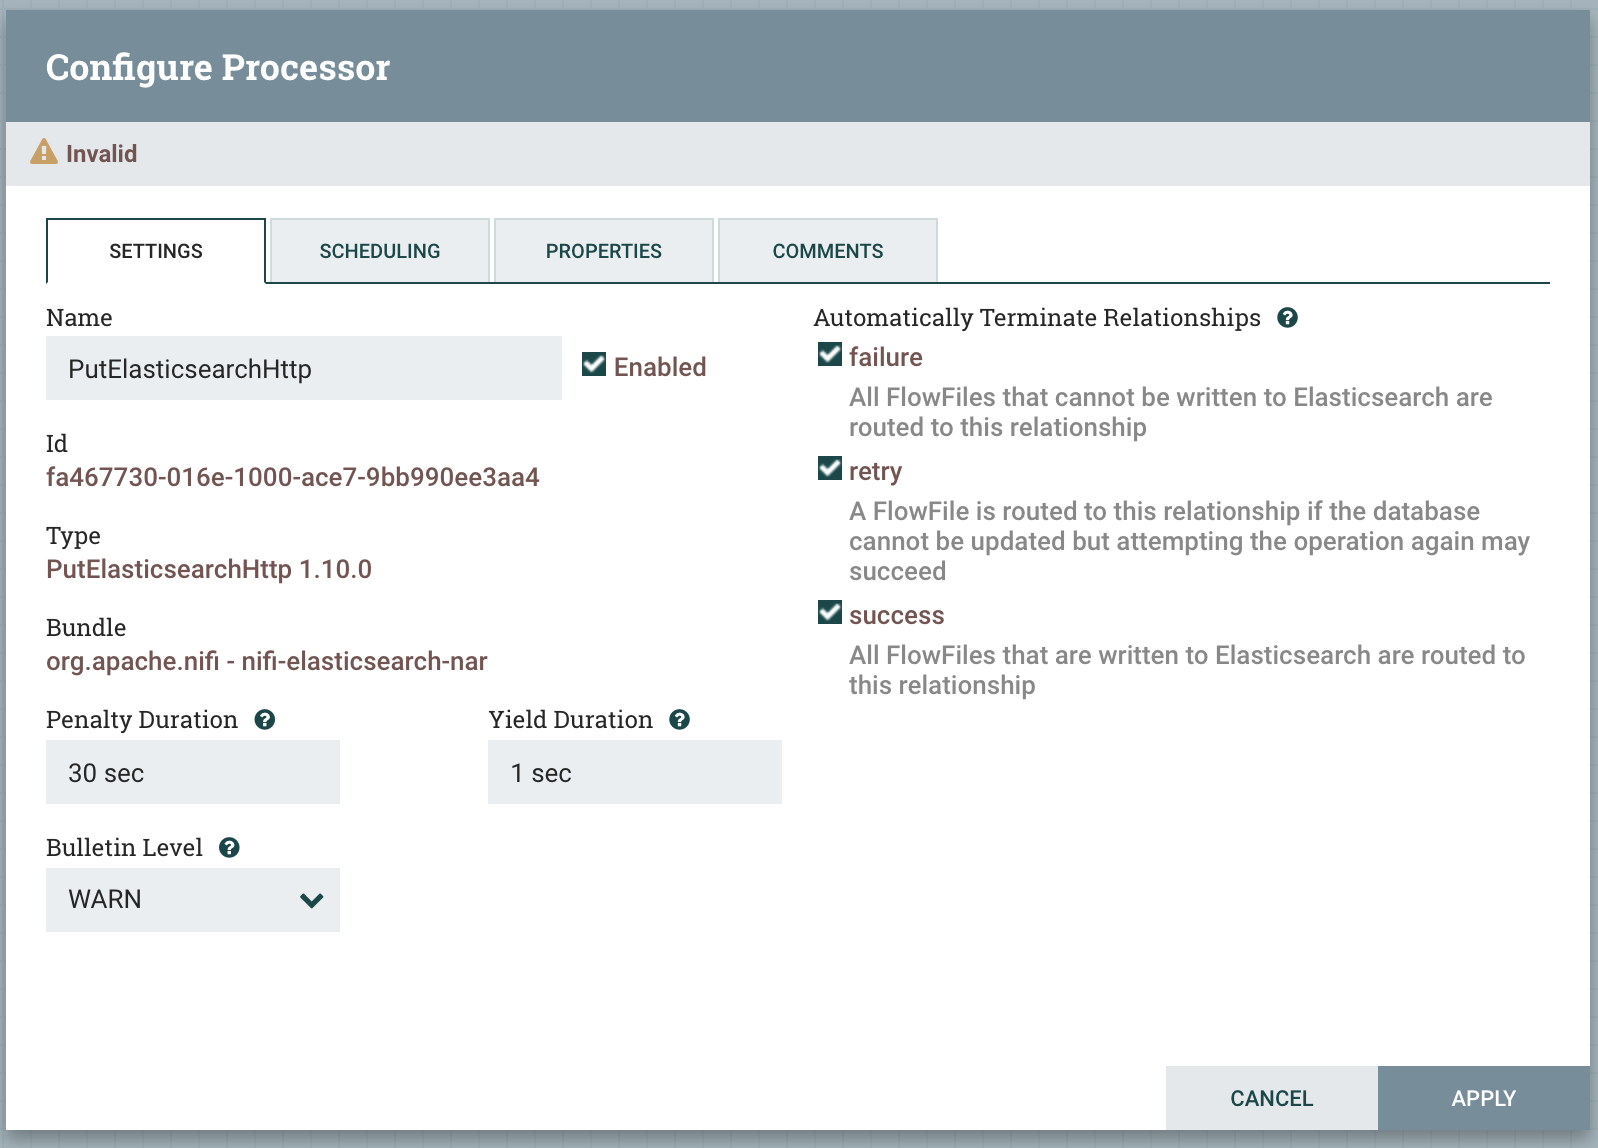 Configure Processor
Invalid
SETTINGS
SCHEDULING
PROPERTIES
COMMENTS
Name
PutElasticsearchHttp
Enabled
Id
fa467730-016e-1000-ace7-9bb990ee3aa4
Type
PutElasticsearchHttp 1.10.0
Bundle
org.apache.nifi - nifi-elasticsearch-nar
Penalty Duration
30 sec
Yield Duration
1 sec
Bulletin Level
WARN
Automatically Terminate Relationships
failure
All FlowFiles that cannot be written to Elasticsearch are
routed to this relationship
retry
A FlowFile is routed to this relationship if the database
cannot be updated but attempting the operation again may
succeed
success
All FlowFiles that are written to Elasticsearch are routed to
this relationship
CANCEL
APPLY